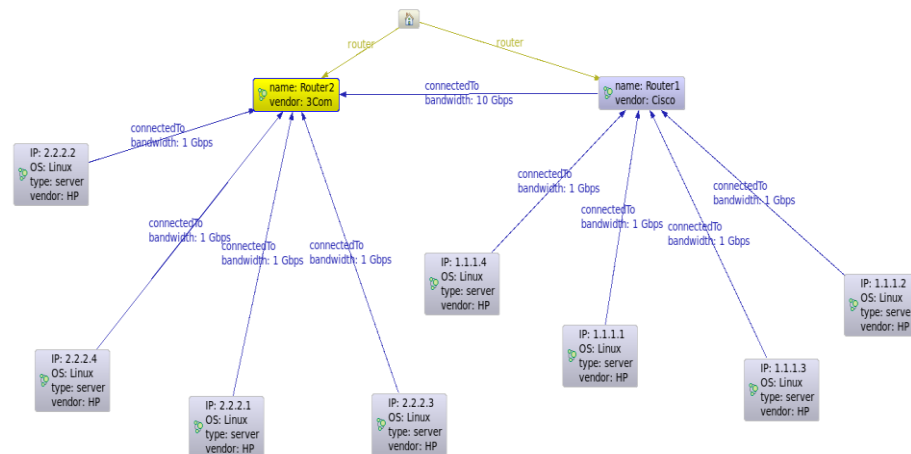 router
router
name: Router2
vendor: 3Com
connectedTo
bandwidth: 10 Gbps
name: Router1
vendor: Cisco
connectedTo
bandwidth: 1 Gbps
IP: 2.2.2.2
OS: Linux
type: server
vendor: HP
connectedTo
bandwidth: 1 Gbps
connectedTo
bandwidth: 1 Gbps
connectedTo
bandwidth: 1 Gbps
connectedTo
bandwidth: 1 Gbps
connectedTo
bandwidth: 1 Gbps
connectedTo
bandwidth: 1 Gbps
connectedTo
bandwidth: 1 Gbps
IP: 1.1.1.4
OS: Linux
type: server
vendor: HP
IP: 1.1.1.2
OS: Linux
type: server
vendor: HP
IP: 1.1.1.1
OS: Linux
type: server
vendor: HP
IP: 2.2.2.4
OS: Linux
type: server
vendor: HP
IP: 1.1.1.3
OS: Linux
type: server
vendor: HP
IP: 2.2.2.1
OS: Linux
type: server
vendor: HP
IP: 2.2.2.3
OS: Linux
type: server
vendor: HP